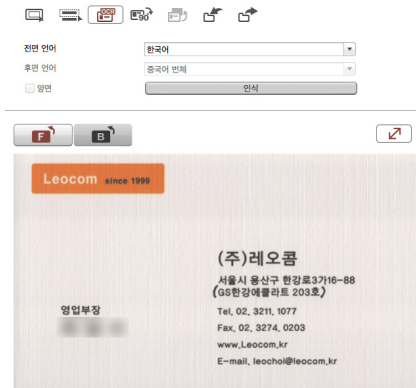 OCR
90°
전면 언어
한국어
후면 언어
중국어 번체
양면
인식
F
B
Leocom since 1999
(주)레오콤
서울시 용산구 한강로3가16-88
(GS한강에클라트 203호)
영업부장
Tel, 02, 3211, 1077
Fax, 02, 3274, 0203
www.Leocom.kr
E-mail, leochoi@leocom.kr